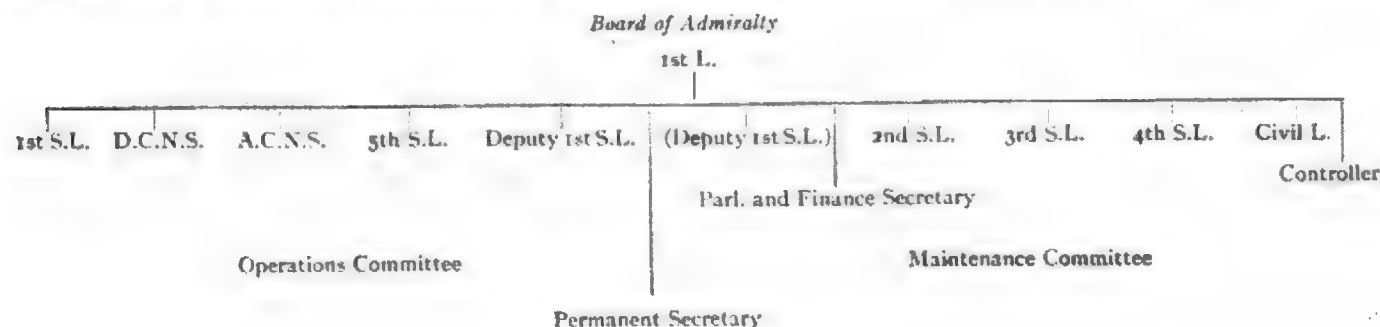 Board of Admiralty
1st L.
1st S.L. D.C.N.S. A.C.N.S. 5th S.L. Deputy 1st S.L. (Deputy 1st S.L.) 2nd S.L. 3rd S.L. 4th S.L. Civil L.
Controller
Parl. and Finance Secretary
Operations Committee Maintenance Committee
Permanent Secretary